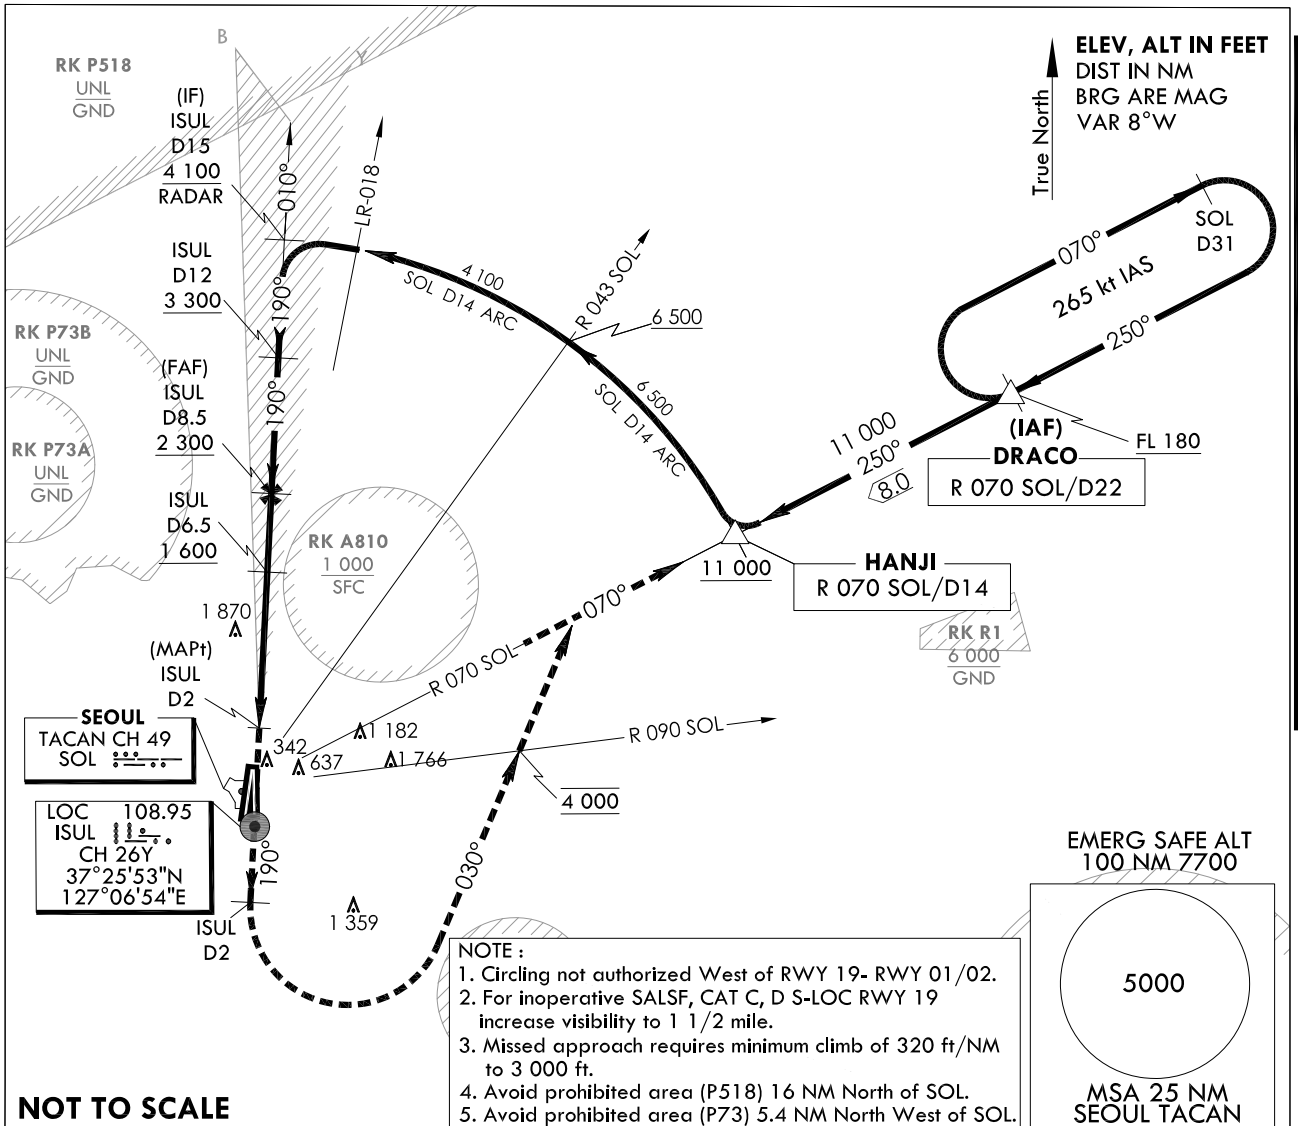 B
Y
RK P518
UNL
GND
(IF)
ISUL
D15
4 100
RADAR
010°
LR-018
ELEV, ALT IN FEET
DIST IN NM
BRG ARE MAG
VAR 8°W
True North
SOL
D31
070°
265 kt IAS
250°
ISUL
D12
3 300
190°
4 100
SOL D14 ARC
R 043 SOL
6 500
RK P73B
UNL
GND
(FAF)
ISUL
D8.5
2 300
190°
6 500
SOL D14 ARC
11 000
250°
8.0
(IAF)
DRACO
R 070 SOL/D22
FL 180
RK P73A
UNL
GND
ISUL
D6.5
1 600
RK A810
1 000
SFC
11 000
HANJI
R 070 SOL/D14
070°
R 070 SOL
RK R1
6 000
GND
1 870
(MAPt)
ISUL
D2
SEOUL
TACAN CH 49
SOL
342
637
1 182
1 766
R 090 SOL
4 000
LOC 108.95
ISUL
CH 26Y
37°25'53"N
127°06'54"E
190°
030°
ISUL
D2
1 359
EMERG SAFE ALT
100 NM 7700
5000
MSA 25 NM
SEOUL TACAN
NOTE :
1. Circling not authorized West of RWY 19- RWY 01/02.
2. For inoperative SALSF, CAT C, D S-LOC RWY 19
increase visibility to 1 1/2 mile.
3. Missed approach requires minimum climb of 320 ft/NM
to 3 000 ft.
4. Avoid prohibited area (P518) 16 NM North of SOL.
5. Avoid prohibited area (P73) 5.4 NM North West of SOL.
NOT TO SCALE